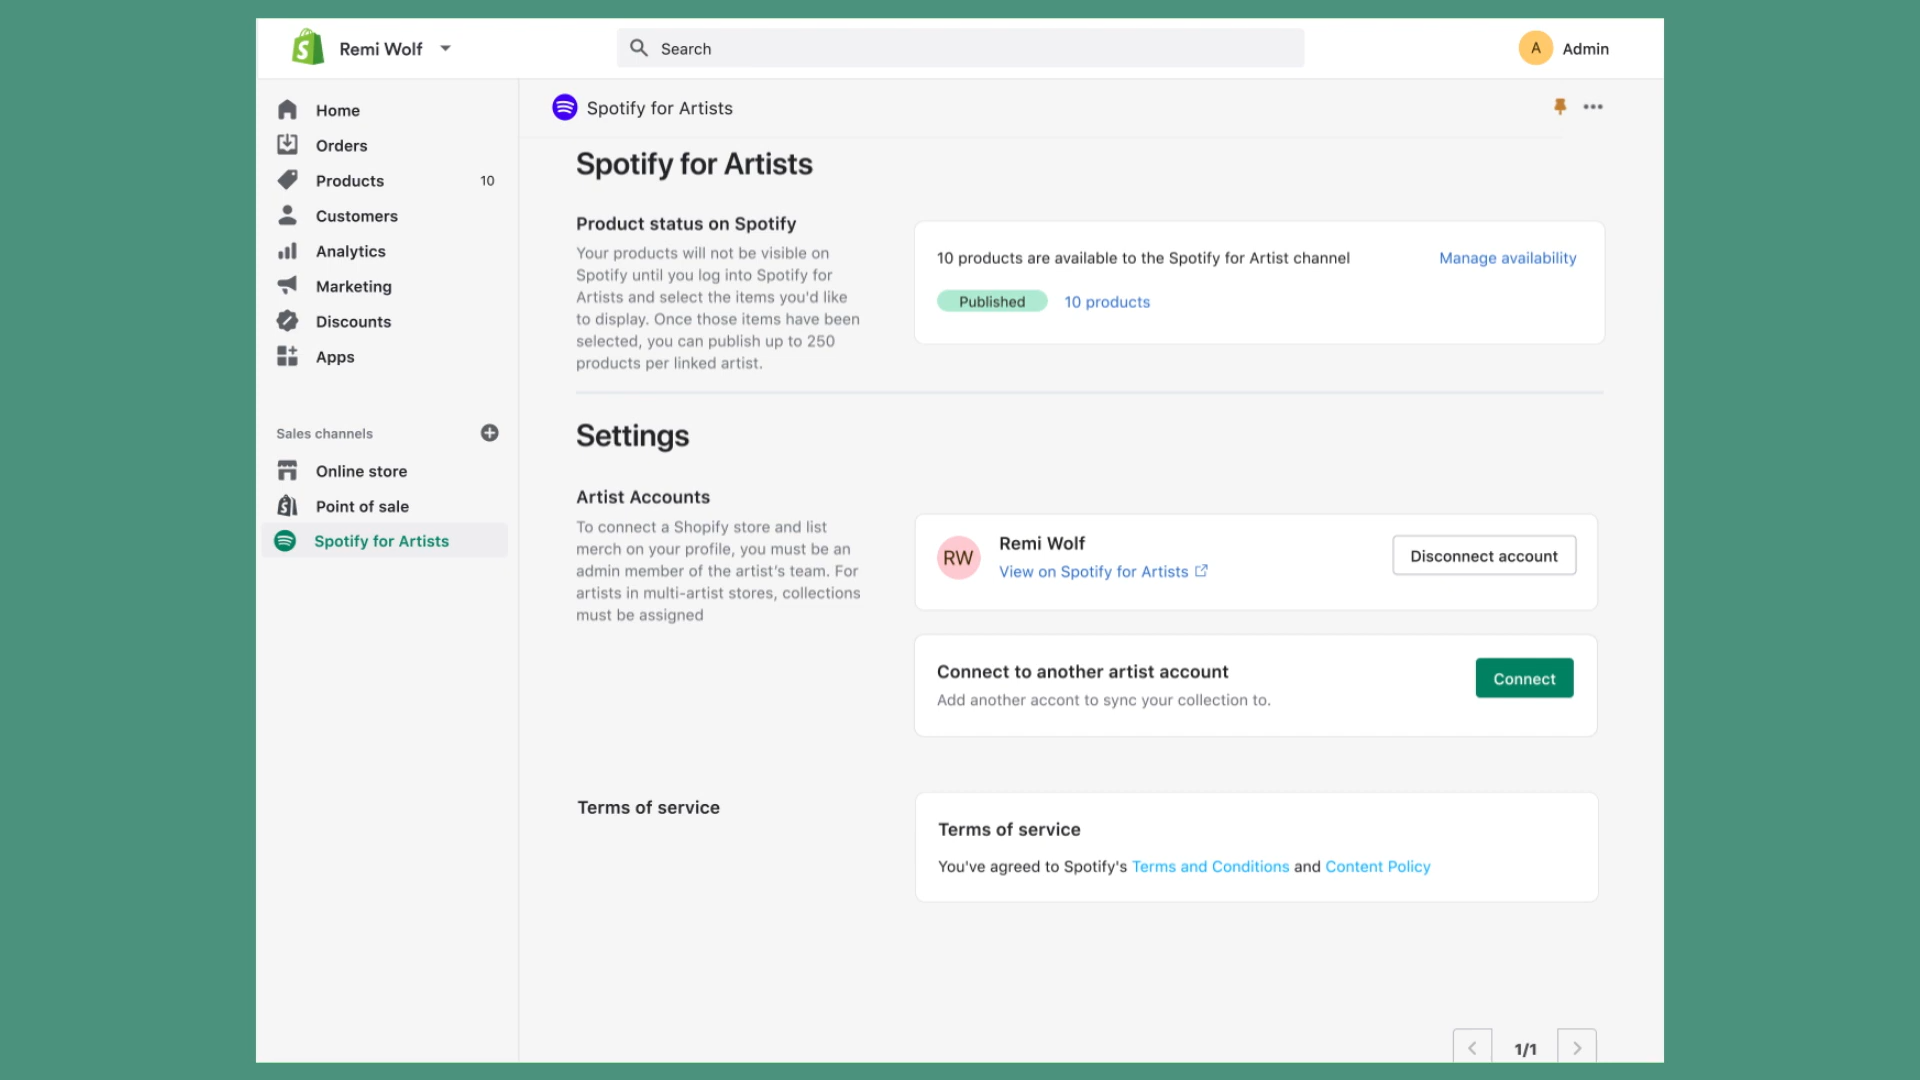 Remi Wolf
Search
A
Admin
Home
Orders
Products 10
Customers
Analytics
Marketing
Discounts
Apps
Sales channels
Online store
Point of sale
Spotify for Artists
Spotify for Artists
Spotify for Artists
Product status on Spotify
Your products will not be visible on
Spotify until you log into Spotify for
Artists and select the items you'd like
to display. Once those items have been
selected, you can publish up to 250
products per linked artist.
10 products are available to the Spotify for Artist channel
Manage availability
Published
10 products
Settings
Artist Accounts
To connect a Shopify store and list
merch on your profile, you must be an
admin member of the artist's team. For
artists in multi-artist stores, collections
must be assigned
RW
Remi Wolf
View on Spotify for Artists
Disconnect account
Connect to another artist account
Add another accont to sync your collection to.
Connect
Terms of service
Terms of service
You've agreed to Spotify's Terms and Conditions and Content Policy
1/1